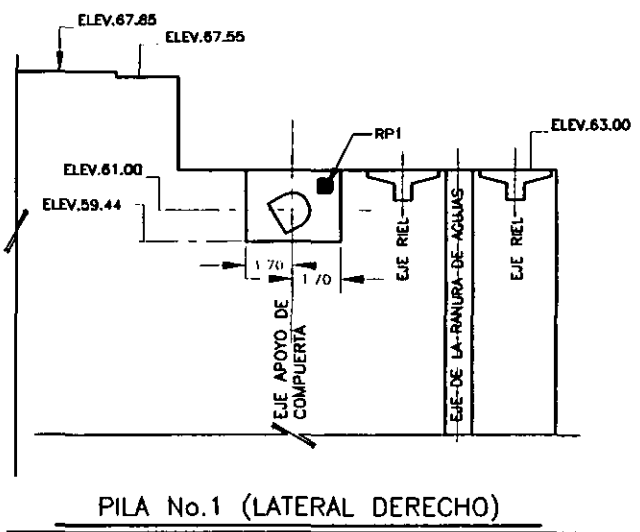 ELEV.67.65
ELEV.67.55
RP1
ELEV.63.00
ELEV.61.00
ELEV.59.44
1.70
1.70
EJE APOYO DE
COMPUERTA
EJE RIEL
EJE DE LA RANURA DE AGUJAS
EJE RIEL
PILA No.1 (LATERAL DERECHO)